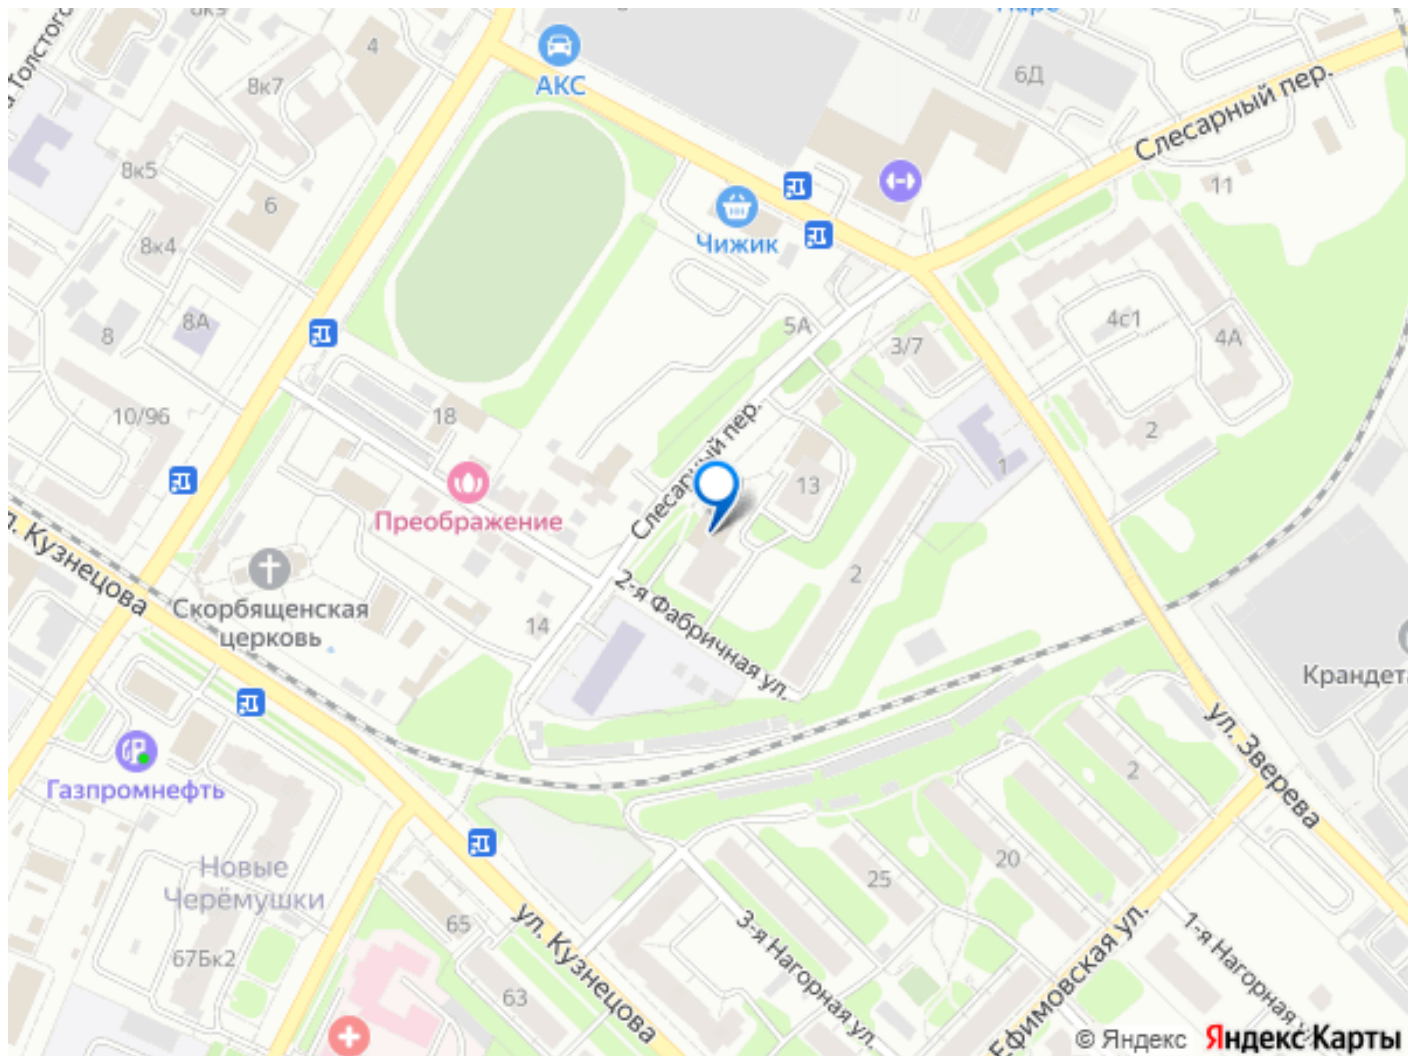 Толстого
4
8к7
АКС
6Д
Слесарный пер.
8к5
6
11
8к4
Чижик
8А
8
5А
3/7
4с1
4А
10/96
18
Слесарный пер.
2
1
13
Преображение
ул. Кузнецова
2
Скорбященская
церковь
14
2-я Фабричная ул.
Крандета
ул. Зверева
Газпромнефть
2
Новые
Черёмушки
20
25
65
ул. Кузнецова
3-я Нагорная ул.
Ефимовская ул.
1-я Нагорная ул.
67Бк2
63
© Яндекс Яндекс Карты